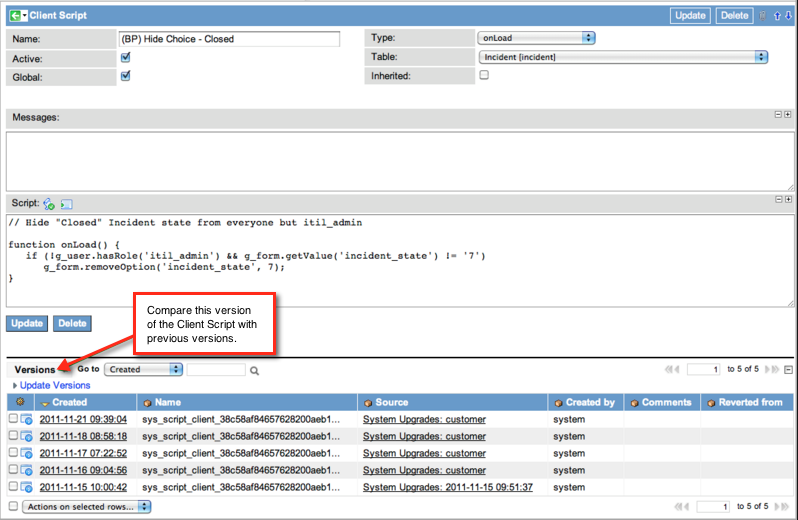 Client Script
Update Delete
Name: (BP) Hide Choice - Closed Type: onLoad
Active: Table: Incident [incident]
Global: Inherited:
Messages:
Script:
// Hide "Closed" Incident state from everyone but itil_admin
function onLoad() {
if (!g_user.hasRole('itil_admin') && g_form.getValue('incident_state') != '7')
g_form.removeOption('incident_state', 7);
}
Update Delete
Compare this version
of the Client Script with
previous versions.
Versions Go to Created 1 to 5 of 5
Update Versions
Created Name Source Created by Comments Reverted from
2011-11-21 09:39:04 sys_script_client_38c58af84657628200aeb1... System Upgrades: customer system
2011-11-18 08:58:18 sys_script_client_38c58af84657628200aeb1... System Upgrades: customer system
2011-11-17 07:22:52 sys_script_client_38c58af84657628200aeb1... System Upgrades: customer system
2011-11-16 09:04:56 sys_script_client_38c58af84657628200aeb1... System Upgrades: customer system
2011-11-15 10:00:42 sys_script_client_38c58af84657628200aeb1... System Upgrades: 2011-11-15 09:51:37 system
Actions on selected rows... 1 to 5 of 5